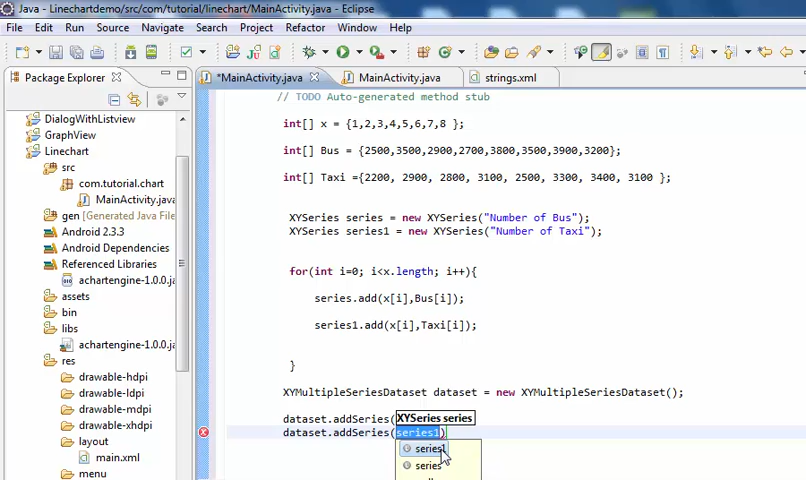 Java - Linechartdemo/src/com/tutorial/linechart/MainActivity.java - Eclipse
File Edit Run Source Navigate Search Project Refactor Window Help
Package Explorer
*MainActivity.java MainActivity.java strings.xml
DialogWithListview
GraphView
Linechart
src
com.tutorial.chart
MainActivity.java
gen [Generated Java File
Android 2.3.3
Android Dependencies
Referenced Libraries
achartengine-1.0.0.ja
assets
bin
libs
achartengine-1.0.0.ja
res
drawable-hdpi
drawable-ldpi
drawable-mdpi
drawable-xhdpi
layout
main.xml
menu
// TODO Auto-generated method stub
int[] x = {1,2,3,4,5,6,7,8 };
int[] Bus = {2500,3500,2900,2700,3800,3500,3900,3200};
int[] Taxi ={2200, 2900, 2800, 3100, 2500, 3300, 3400, 3100 };
XYSeries series = new XYSeries("Number of Bus");
XYSeries series1 = new XYSeries("Number of Taxi");
for(int i=0; i<x.length; i++){
series.add(x[i],Bus[i]);
series1.add(x[i],Taxi[i]);
}
XYMultipleSeriesDataset dataset = new XYMultipleSeriesDataset();
dataset.addSeries(
XYSeries series
dataset.addSeries(series1)
series1
series